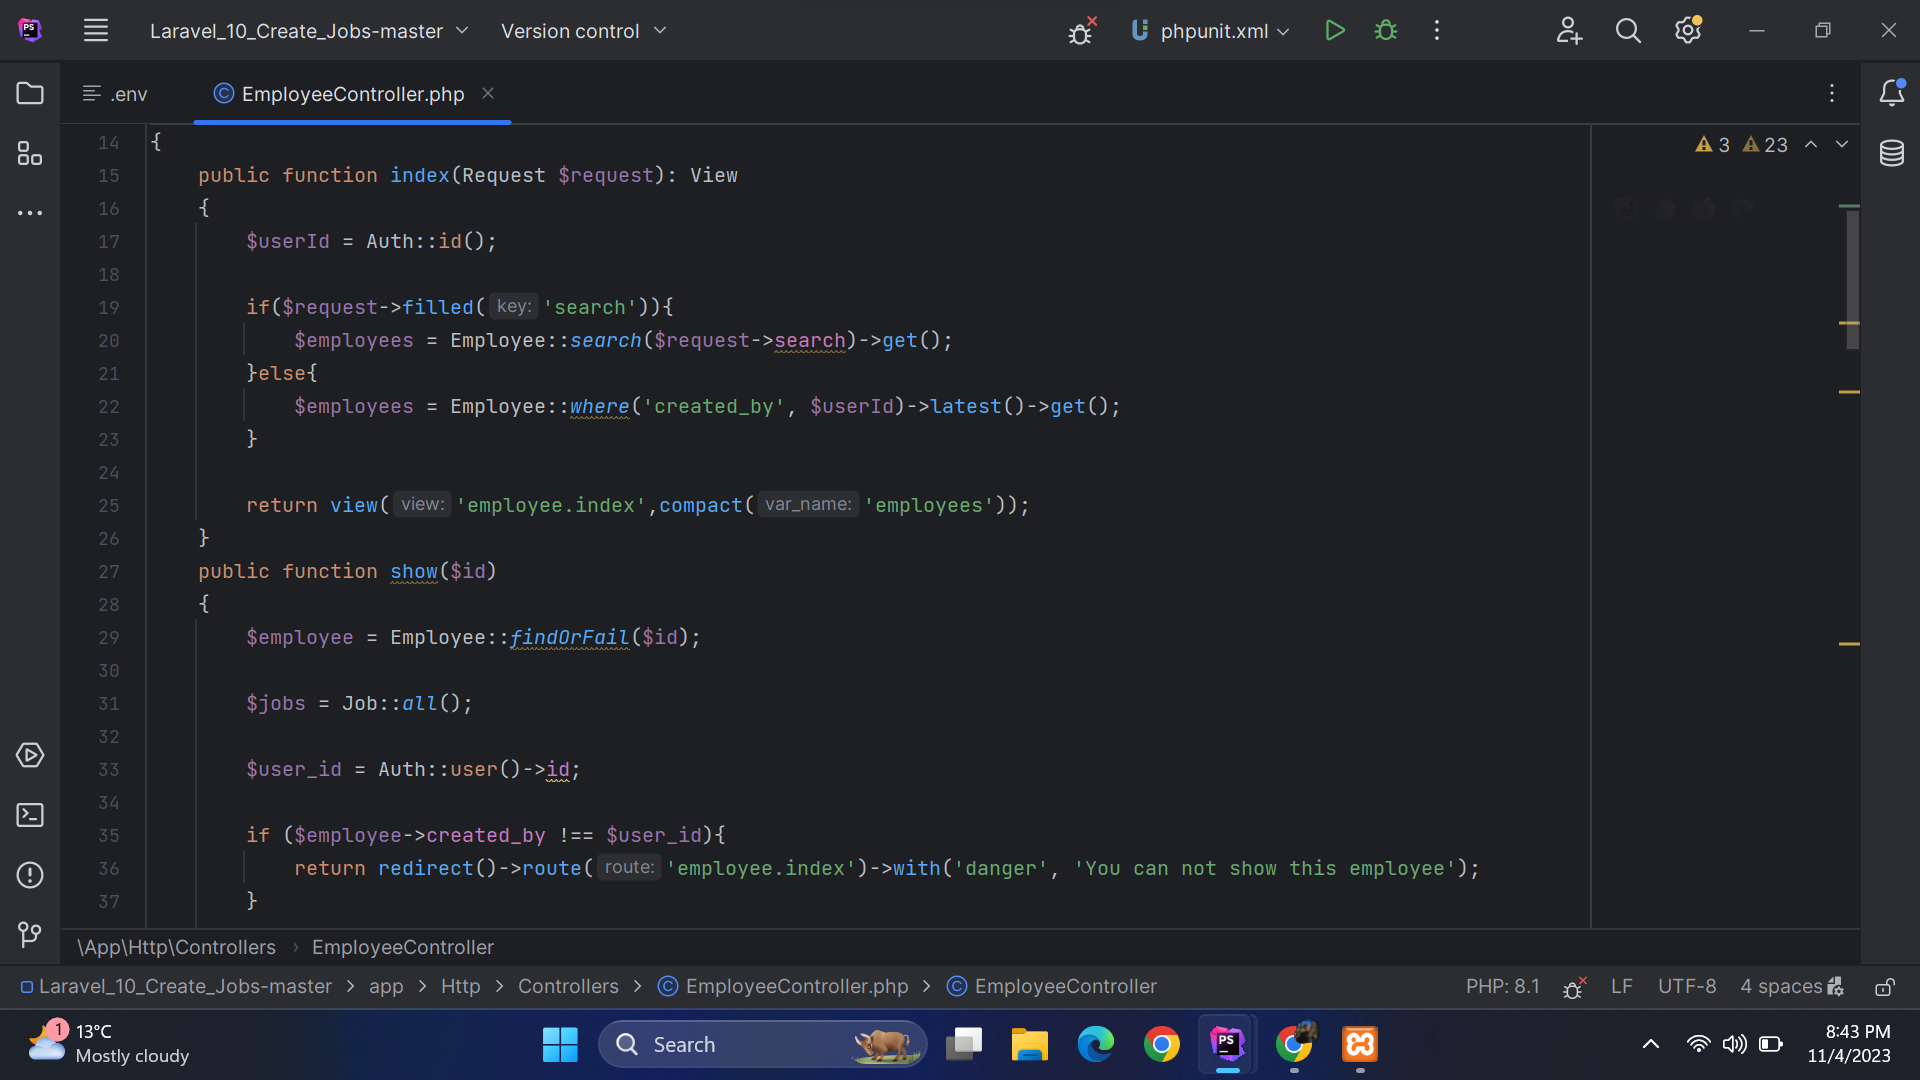 Laravel_10_Create_Jobs-master
Version control
phpunit.xml
.env
EmployeeController.php
3
23
14 {
15 public function index(Request $request): View
16 {
17 $userId = Auth::id();
18
19 if($request->filled( key: 'search')){
20 $employees = Employee::search($request->search)->get();
21 }else{
22 $employees = Employee::where('created_by', $userId)->latest()->get();
23 }
24
25 return view( view: 'employee.index',compact( var_name: 'employees'));
26 }
27 public function show($id)
28 {
29 $employee = Employee::findOrFail($id);
30
31 $jobs = Job::all();
32
33 $user_id = Auth::user()->id;
34
35 if ($employee->created_by !== $user_id){
36 return redirect()->route( route: 'employee.index')->with('danger', 'You can not show this employee');
37 }
\App\Http\Controllers › EmployeeController
Laravel_10_Create_Jobs-master > app > Http > Controllers > EmployeeController.php > EmployeeController
PHP: 8.1
LF
UTF-8
4 spaces
1
13°C
Mostly cloudy
Search
PS
8:43 PM
11/4/2023